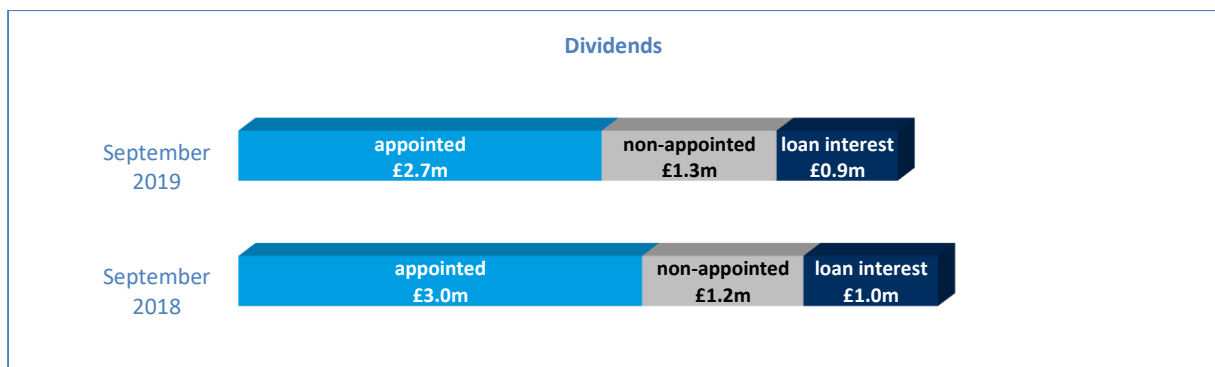 Dividends
September
2019
appointed
£2.7m
non-appointed
£1.3m
loan interest
£0.9m
September
2018
appointed
£3.0m
non-appointed
£1.2m
loan interest
£1.0m